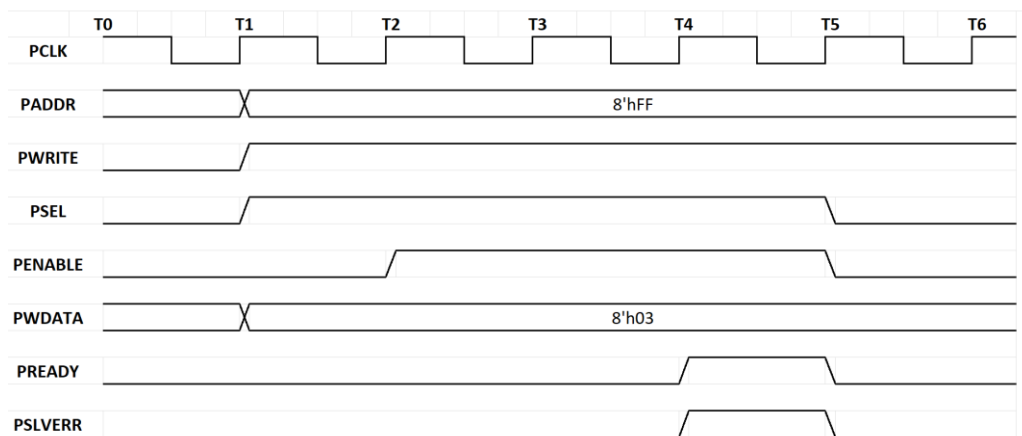 T0 T1 T2 T3 T4 T5 T6
PCLK
PADDR 8'hFF
PWRITE
PSEL
PENABLE
PWDATA 8'h03
PREADY
PSLVERR